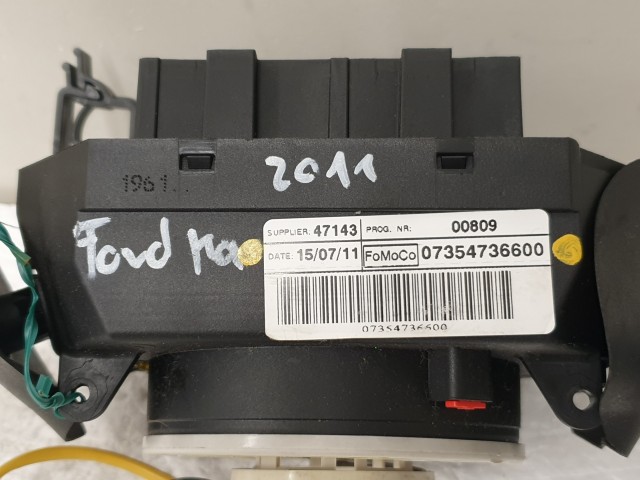 2011
1961
Ford Ka
SUPPLIER: 47143 PROG. NR: 00809
DATE: 15/07/11 FoMoCo 07354736600
07354736600